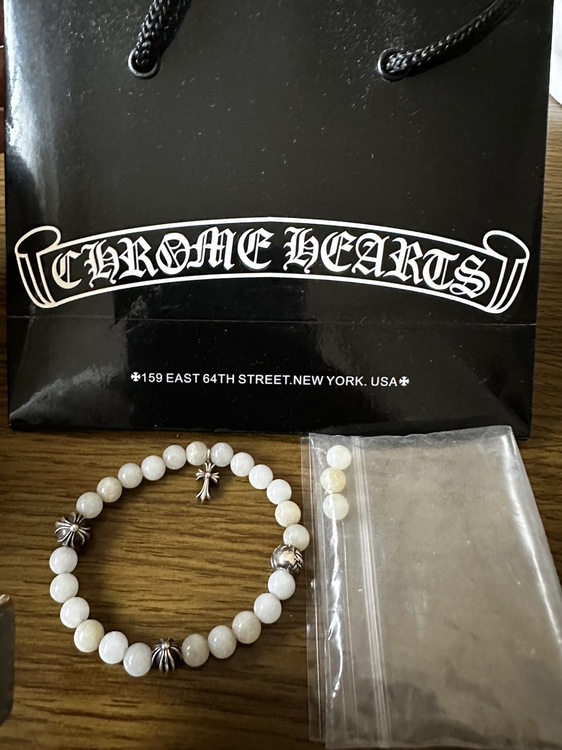 CHROME HEARTS
✠159 EAST 64TH STREET.NEW YORK. USA✠